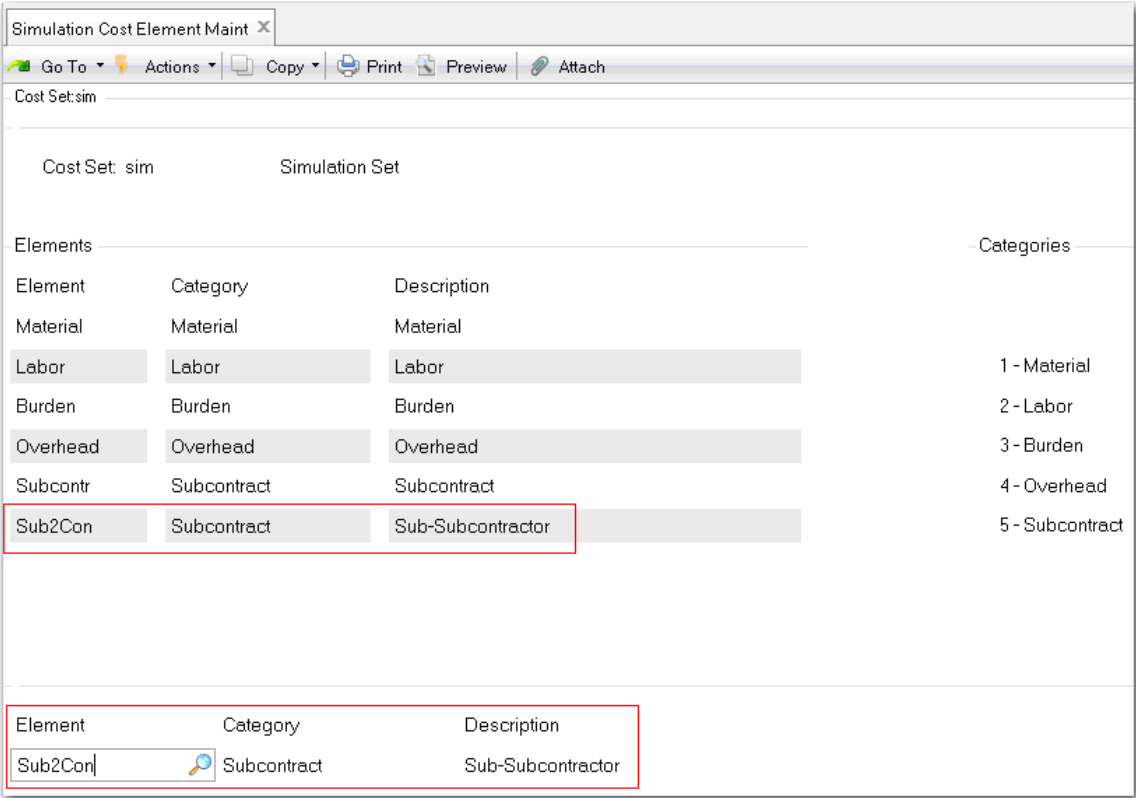 Simulation Cost Element Maint
Go To Actions Copy Print Preview Attach
Cost Set:sim
Cost Set: sim Simulation Set
Elements Categories
Element Category Description
Material Material Material
Labor Labor Labor 1 - Material
Burden Burden Burden 2 - Labor
Overhead Overhead Overhead 3 - Burden
Subcontr Subcontract Subcontract 4 - Overhead
Sub2Con Subcontract Sub-Subcontractor 5 - Subcontract
Element Category Description
Sub2Con Subcontract Sub-Subcontractor